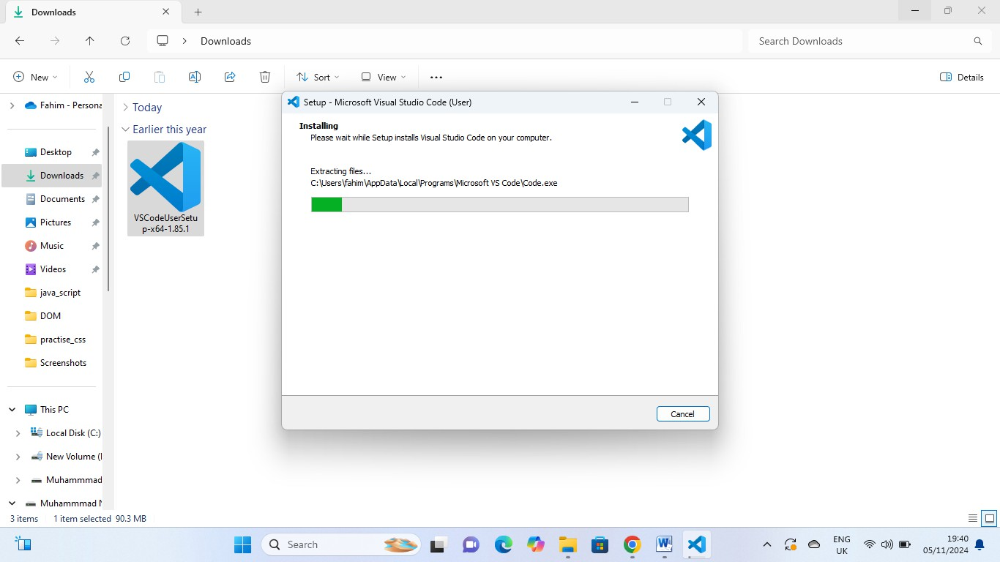 Downloads
Downloads
Search Downloads
New
Sort
View
Details
Fahim - Persona
Desktop
Downloads
Documents
Pictures
Music
Videos
java_script
DOM
practise_css
Screenshots
This PC
Local Disk (C:)
New Volume (
Muhammmad
Muhammmad N
Today
Earlier this year
VSCodeUserSetu
p-x64-1.85.1
Setup - Microsoft Visual Studio Code (User)
Installing
Please wait while Setup installs Visual Studio Code on your computer.
Extracting files...
C:\Users\fahim\AppData\Local\Programs\Microsoft VS Code\Code.exe
Cancel
3 items 1 item selected 90.3 MB
Search
ENG
UK
19:40
05/11/2024